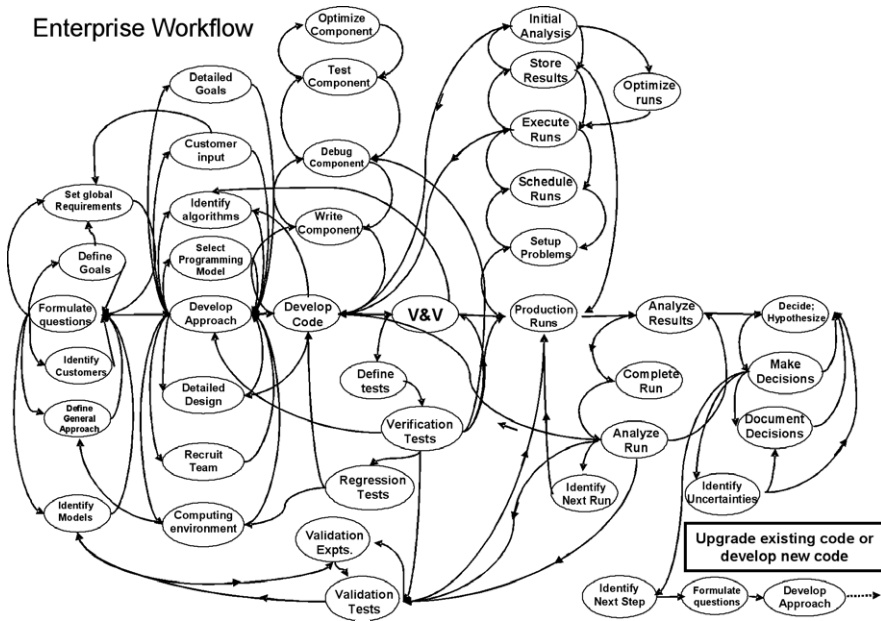 Enterprise Workflow
Optimize
Component
Initial
Analysis
Detailed
Goals
Test
Component
Store
Results
Optimize
runs
Customer
input
Debug
Component
Execute
Runs
Set global
Requirements
Identify
algorithms
Schedule
Runs
Write
Component
Define
Goals
Select
Programming
Model
Setup
Problems
Formulate
questions
Develop
Approach
Develop
Code
V&V
Production
Runs
Analyze
Results
Decide;
Hypothesize
Identify
Customers
Define
tests
Complete
Run
Make
Decisions
Detailed
Design
Define
General
Approach
Verification
Tests
Analyze
Run
Document
Decisions
Recruit
Team
Regression
Tests
Identify
Next Run
Identify
Uncertainties
Identify
Models
Computing
environment
Validation
Expts.
Upgrade existing code or
develop new code
Validation
Tests
Identify
Next Step
Formulate
questions
Develop
Approach